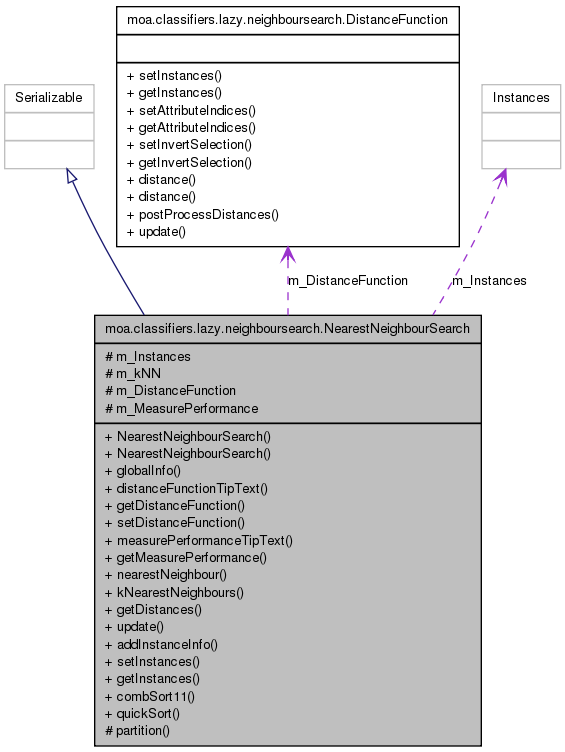 moa.classifiers.lazy.neighboursearch.DistanceFunction
+ setInstances()
+ getInstances()
+ setAttributeIndices()
+ getAttributeIndices()
+ setInvertSelection()
+ getInvertSelection()
+ distance()
+ distance()
+ postProcessDistances()
+ update()
Serializable
Instances
m_DistanceFunction
m_Instances
moa.classifiers.lazy.neighboursearch.NearestNeighbourSearch
# m_Instances
# m_kNN
# m_DistanceFunction
# m_MeasurePerformance
+ NearestNeighbourSearch()
+ NearestNeighbourSearch()
+ globalInfo()
+ distanceFunctionTipText()
+ getDistanceFunction()
+ setDistanceFunction()
+ measurePerformanceTipText()
+ getMeasurePerformance()
+ nearestNeighbour()
+ kNearestNeighbours()
+ getDistances()
+ update()
+ addInstanceInfo()
+ setInstances()
+ getInstances()
+ combSort11()
+ quickSort()
# partition()